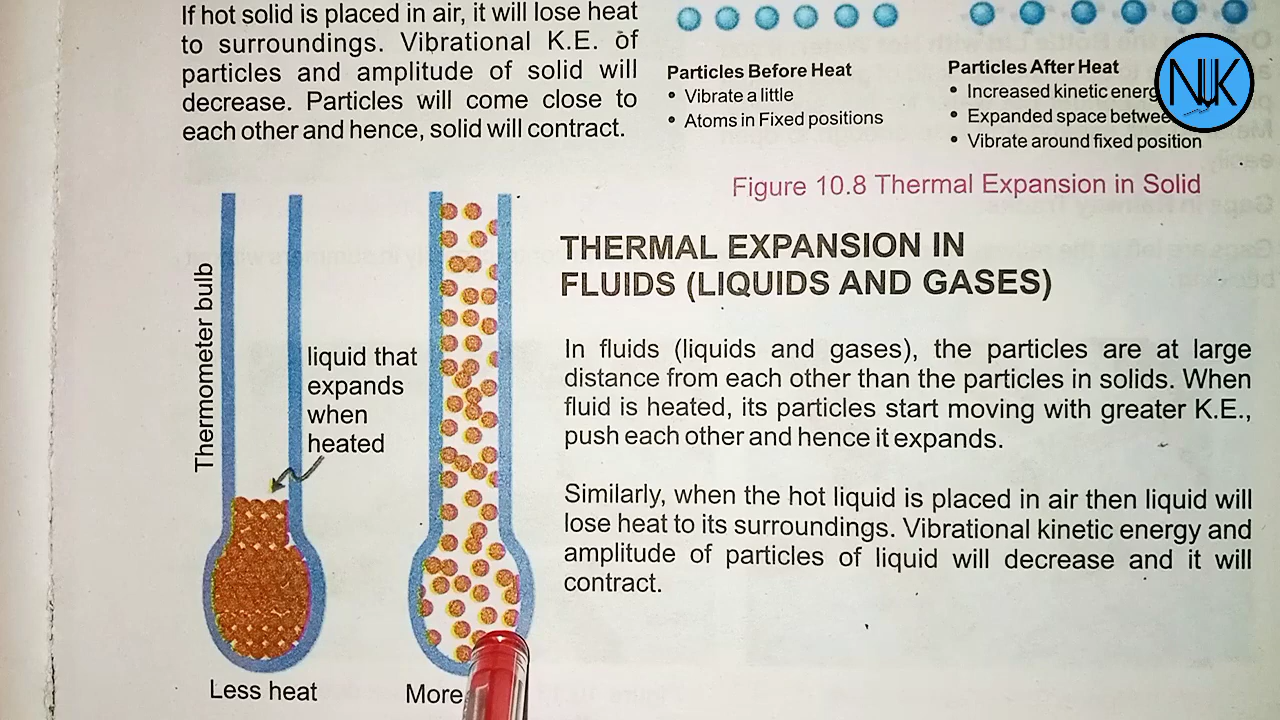 If hot solid is placed in air, it will lose heat
to surroundings. Vibrational K.E. of
particles and amplitude of solid will
decrease. Particles will come close to
each other and hence, solid will contract.
Particles Before Heat
• Vibrate a little
• Atoms in Fixed positions
Particles After Heat
• Increased kinetic
• Expanded space
• Vibrate around fixed position
NJK
Figure 10.8 Thermal Expansion in Solid
Thermometer bulb
liquid that
expands
when
heated
Less heat
More
THERMAL EXPANSION IN
FLUIDS (LIQUIDS AND GASES)
In fluids (liquids and gases), the particles are at large
distance from each other than the particles in solids. When
fluid is heated, its particles start moving with greater K.E.,
push each other and hence it expands.
Similarly, when the hot liquid is placed in air then liquid will
lose heat to its surroundings. Vibrational kinetic energy and
amplitude of particles of liquid will decrease and it will
contract.